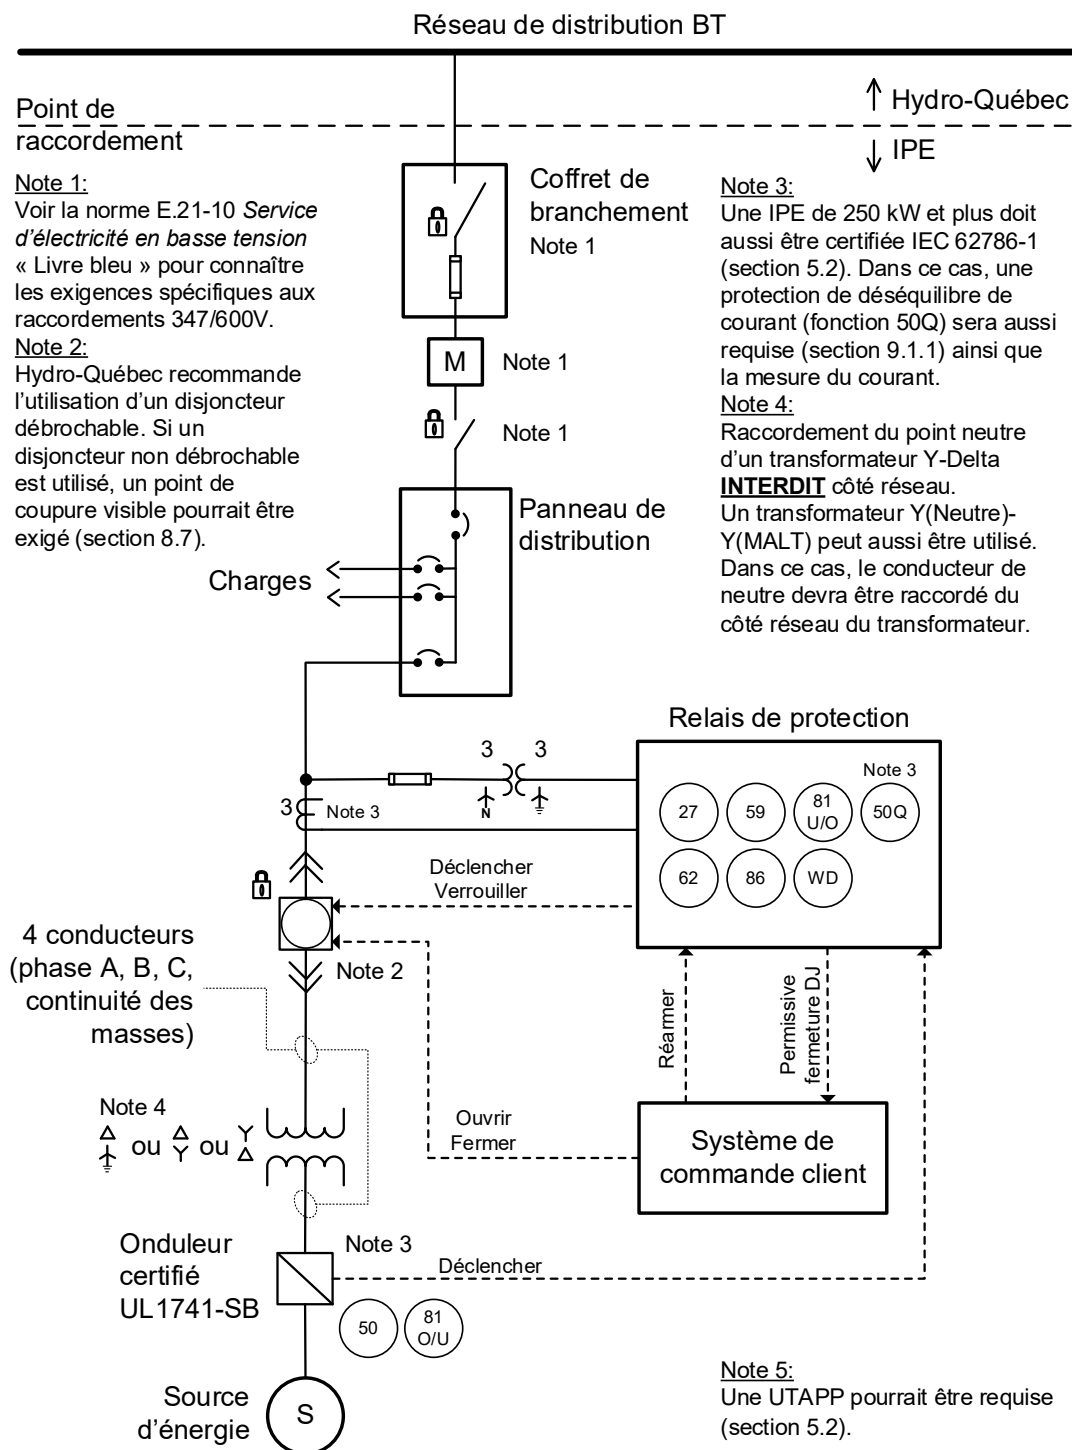 Réseau de distribution BT
Point de
raccordement
Hydro-Québec
IPE
Note 1:
Voir la norme E.21-10 Service
d'électricité en basse tension
« Livre bleu » pour connaître
les exigences spécifiques aux
raccordements 347/600V.
Note 2:
Hydro-Québec recommande
l'utilisation d'un disjoncteur
débrochable. Si un
disjoncteur non débrochable
est utilisé, un point de
coupure visible pourrait être
exigé (section 8.7).
Coffret de
branchement
Note 1
M
Note 1
Note 1
Panneau de
distribution
Charges
Note 3:
Une IPE de 250 kW et plus doit
aussi être certifiée IEC 62786-1
(section 5.2). Dans ce cas, une
protection de déséquilibre de
courant (fonction 50Q) sera aussi
requise (section 9.1.1) ainsi que
la mesure du courant.
Note 4:
Raccordement du point neutre
d'un transformateur Y-Delta
INTERDIT côté réseau.
Un transformateur Y(Neutre)-
Y(MALT) peut aussi être utilisé.
Dans ce cas, le conducteur de
neutre devra être raccordé du
côté réseau du transformateur.
Relais de protection
Note 3
27
59
81
U/O
50Q
62
86
WD
3
3
N
3
Note 3
Déclencher
Verrouiller
Note 2
4 conducteurs
(phase A, B, C,
continuité des
masses)
Réarmer
Permissive
fermeture DJ
Ouvrir
Fermer
Système de
commande client
Note 4
ou
ou
Onduleur
certifié
UL1741-SB
Note 3
Déclencher
50
81
O/U
Source
d'énergie
S
Note 5:
Une UTAPP pourrait être requise
(section 5.2).